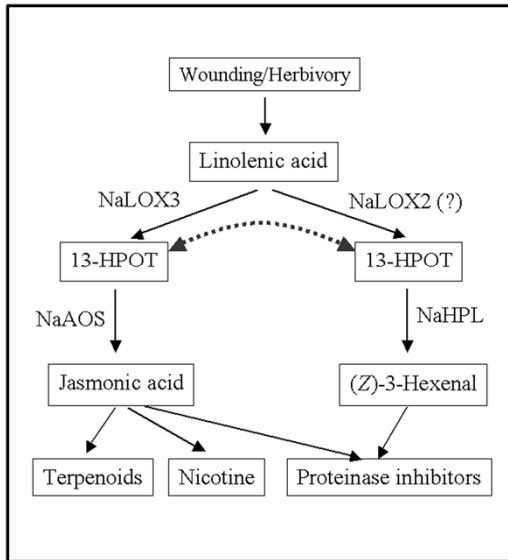 Wounding/Herbivory
Linolenic acid
NaLOX3
NaLOX2 (?)
13-HPOT
13-HPOT
NaAOS
NaHPL
Jasmonic acid
(Z)-3-Hexenal
Terpenoids
Nicotine
Proteinase inhibitors